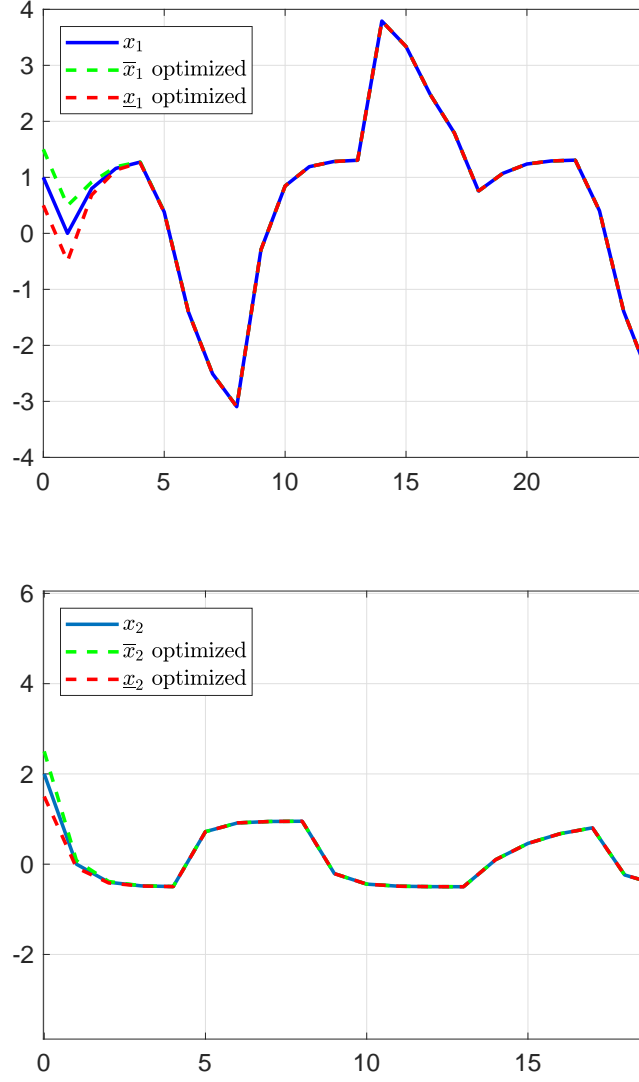 4
3
2
1
0
-1
-2
-3
-4
0 5 10 15 20
x₁
x̅₁ optimized
x̲₁ optimized
6
4
2
0
-2
0 5 10 15
x₂
x̅₂ optimized
x̲₂ optimized